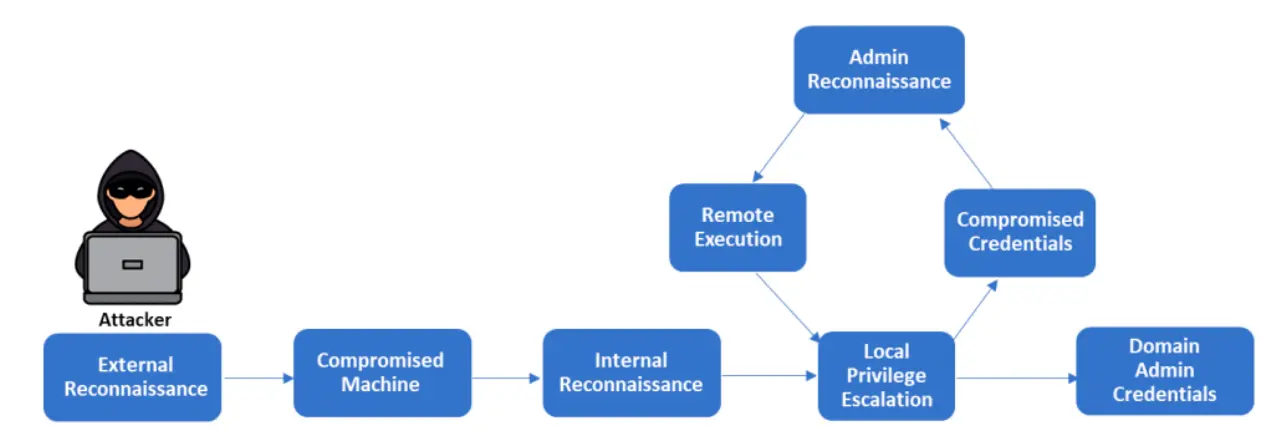 Admin
Reconnaissance
Remote
Execution
Compromised
Credentials
Attacker
External
Reconnaissance
Compromised
Machine
Internal
Reconnaissance
Local
Privilege
Escalation
Domain
Admin
Credentials